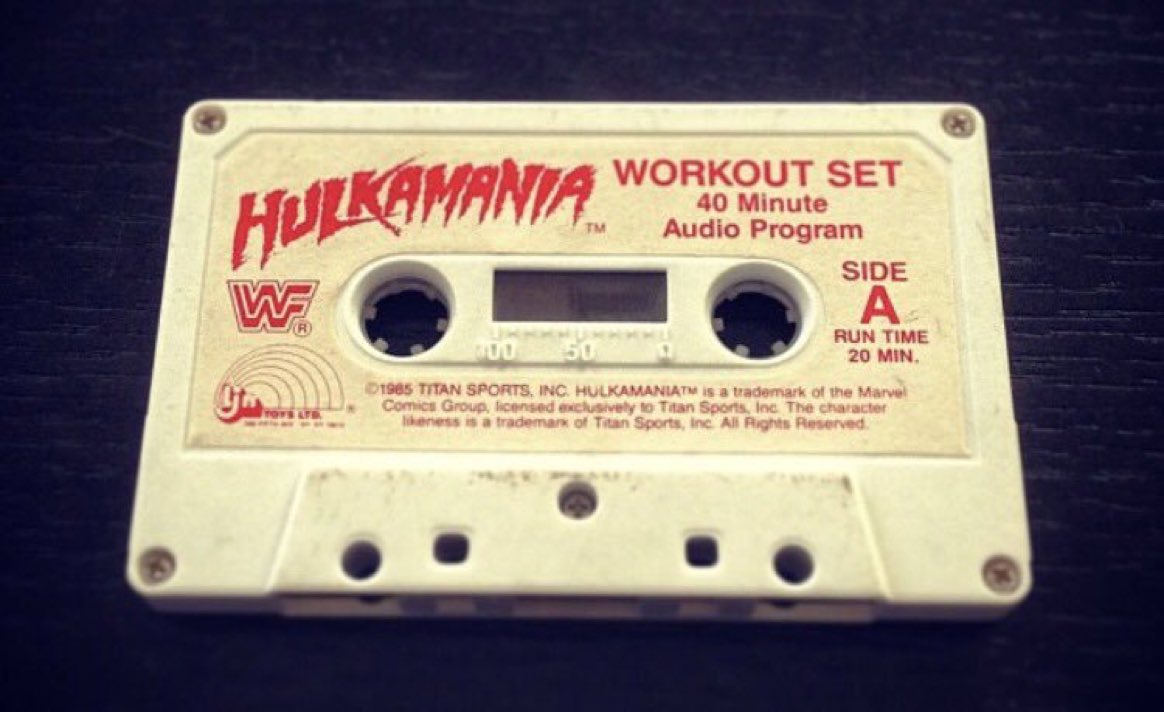 HULKAMANIA™
WORKOUT SET
40 Minute
Audio Program
WF®
SIDE
A
RUN TIME
20 MIN.
100 50 0
LJN
TOYS LTD.®
©1985 TITAN SPORTS, INC. HULKAMANIA™ is a trademark of the Marvel
Comics Group, licensed exclusively to Titan Sports, Inc. The character
likeness is a trademark of Titan Sports, Inc. All Rights Reserved.